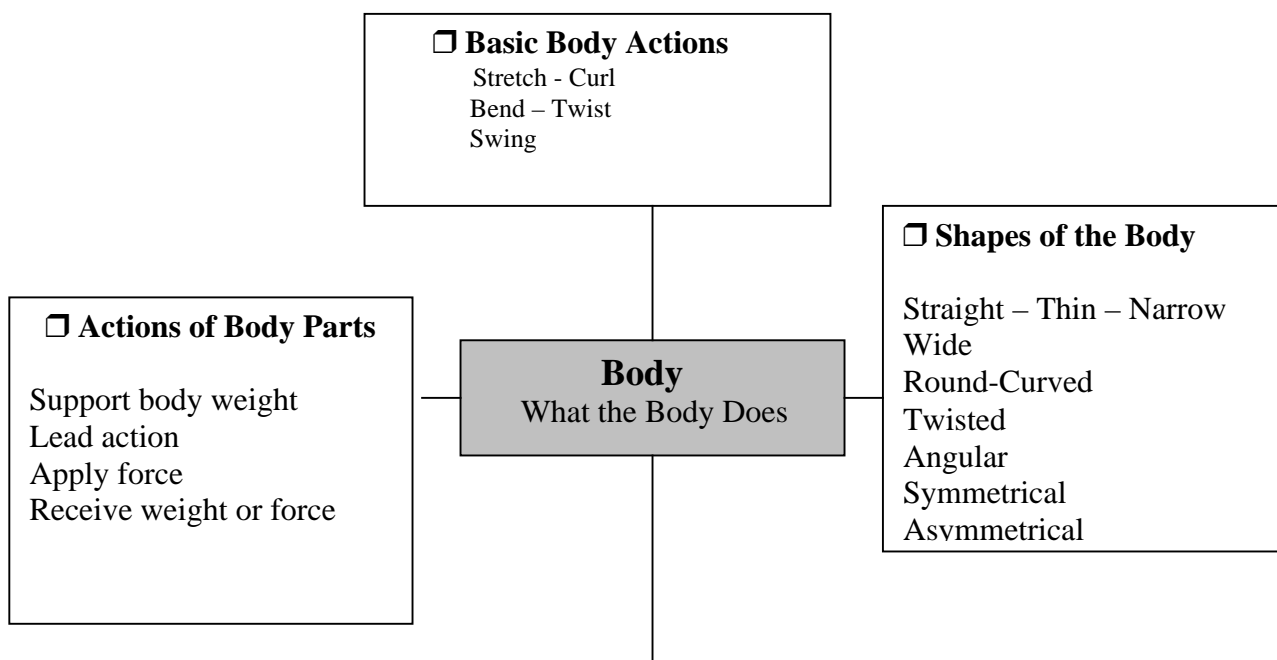 ❐ Basic Body Actions
Stretch - Curl
Bend – Twist
Swing
❐ Shapes of the Body
Straight – Thin – Narrow
Wide
Round-Curved
Twisted
Angular
Symmetrical
Asymmetrical
❐ Actions of Body Parts
Support body weight
Lead action
Apply force
Receive weight or force
Body
What the Body Does